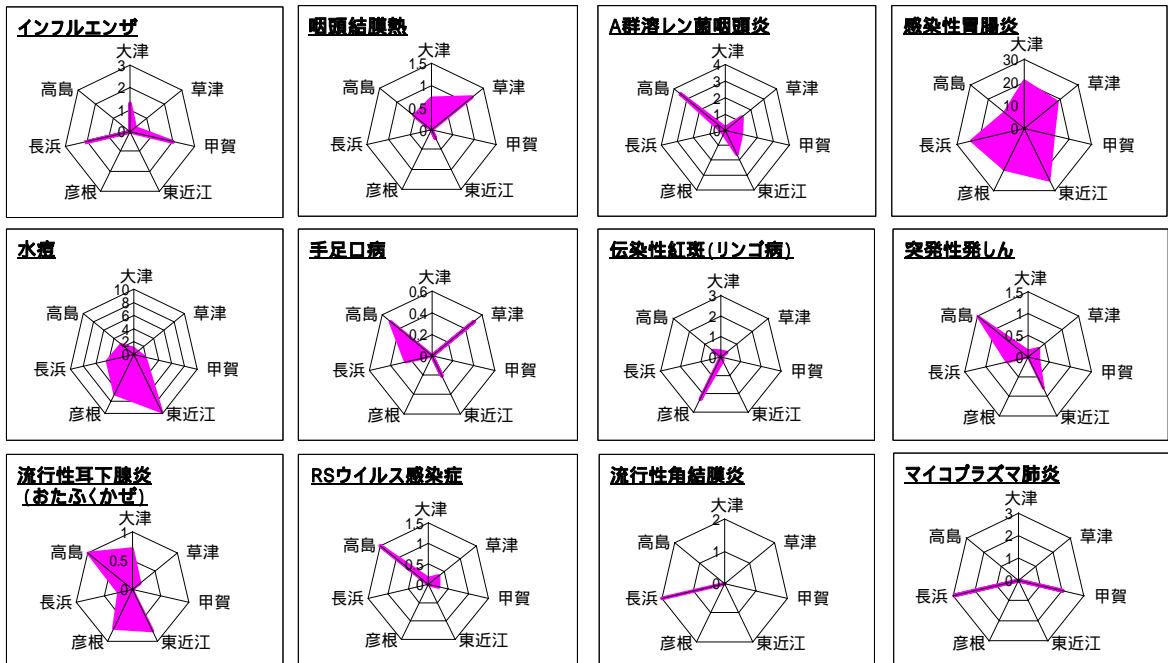 インフルエンザ
大津
3
2
1
0
草津
甲賀
東近江
彦根
長浜
高島
咽頭結膜熱
大津
1.5
1
0.5
0
草津
甲賀
東近江
彦根
長浜
高島
A群溶レン菌咽頭炎
大津
4
3
2
1
0
草津
甲賀
東近江
彦根
長浜
高島
感染性胃腸炎
大津
30
20
10
0
草津
甲賀
東近江
彦根
長浜
高島
水痘
大津
10
8
6
4
2
0
草津
甲賀
東近江
彦根
長浜
高島
手足口病
大津
0.6
0.4
0.2
0
草津
甲賀
東近江
彦根
長浜
高島
伝染性紅斑(リンゴ病)
大津
3
2
1
0
草津
甲賀
東近江
彦根
長浜
高島
突発性発しん
大津
1.5
1
0.5
0
草津
甲賀
東近江
彦根
長浜
高島
流行性耳下腺炎
(おたふくかぜ)
大津
1
0.5
0
草津
甲賀
東近江
彦根
長浜
高島
RSウイルス感染症
大津
1.5
1
0.5
0
草津
甲賀
東近江
彦根
長浜
高島
流行性角結膜炎
大津
2
1
0
草津
甲賀
東近江
彦根
長浜
高島
マイコプラズマ肺炎
大津
3
2
1
0
草津
甲賀
東近江
彦根
長浜
高島